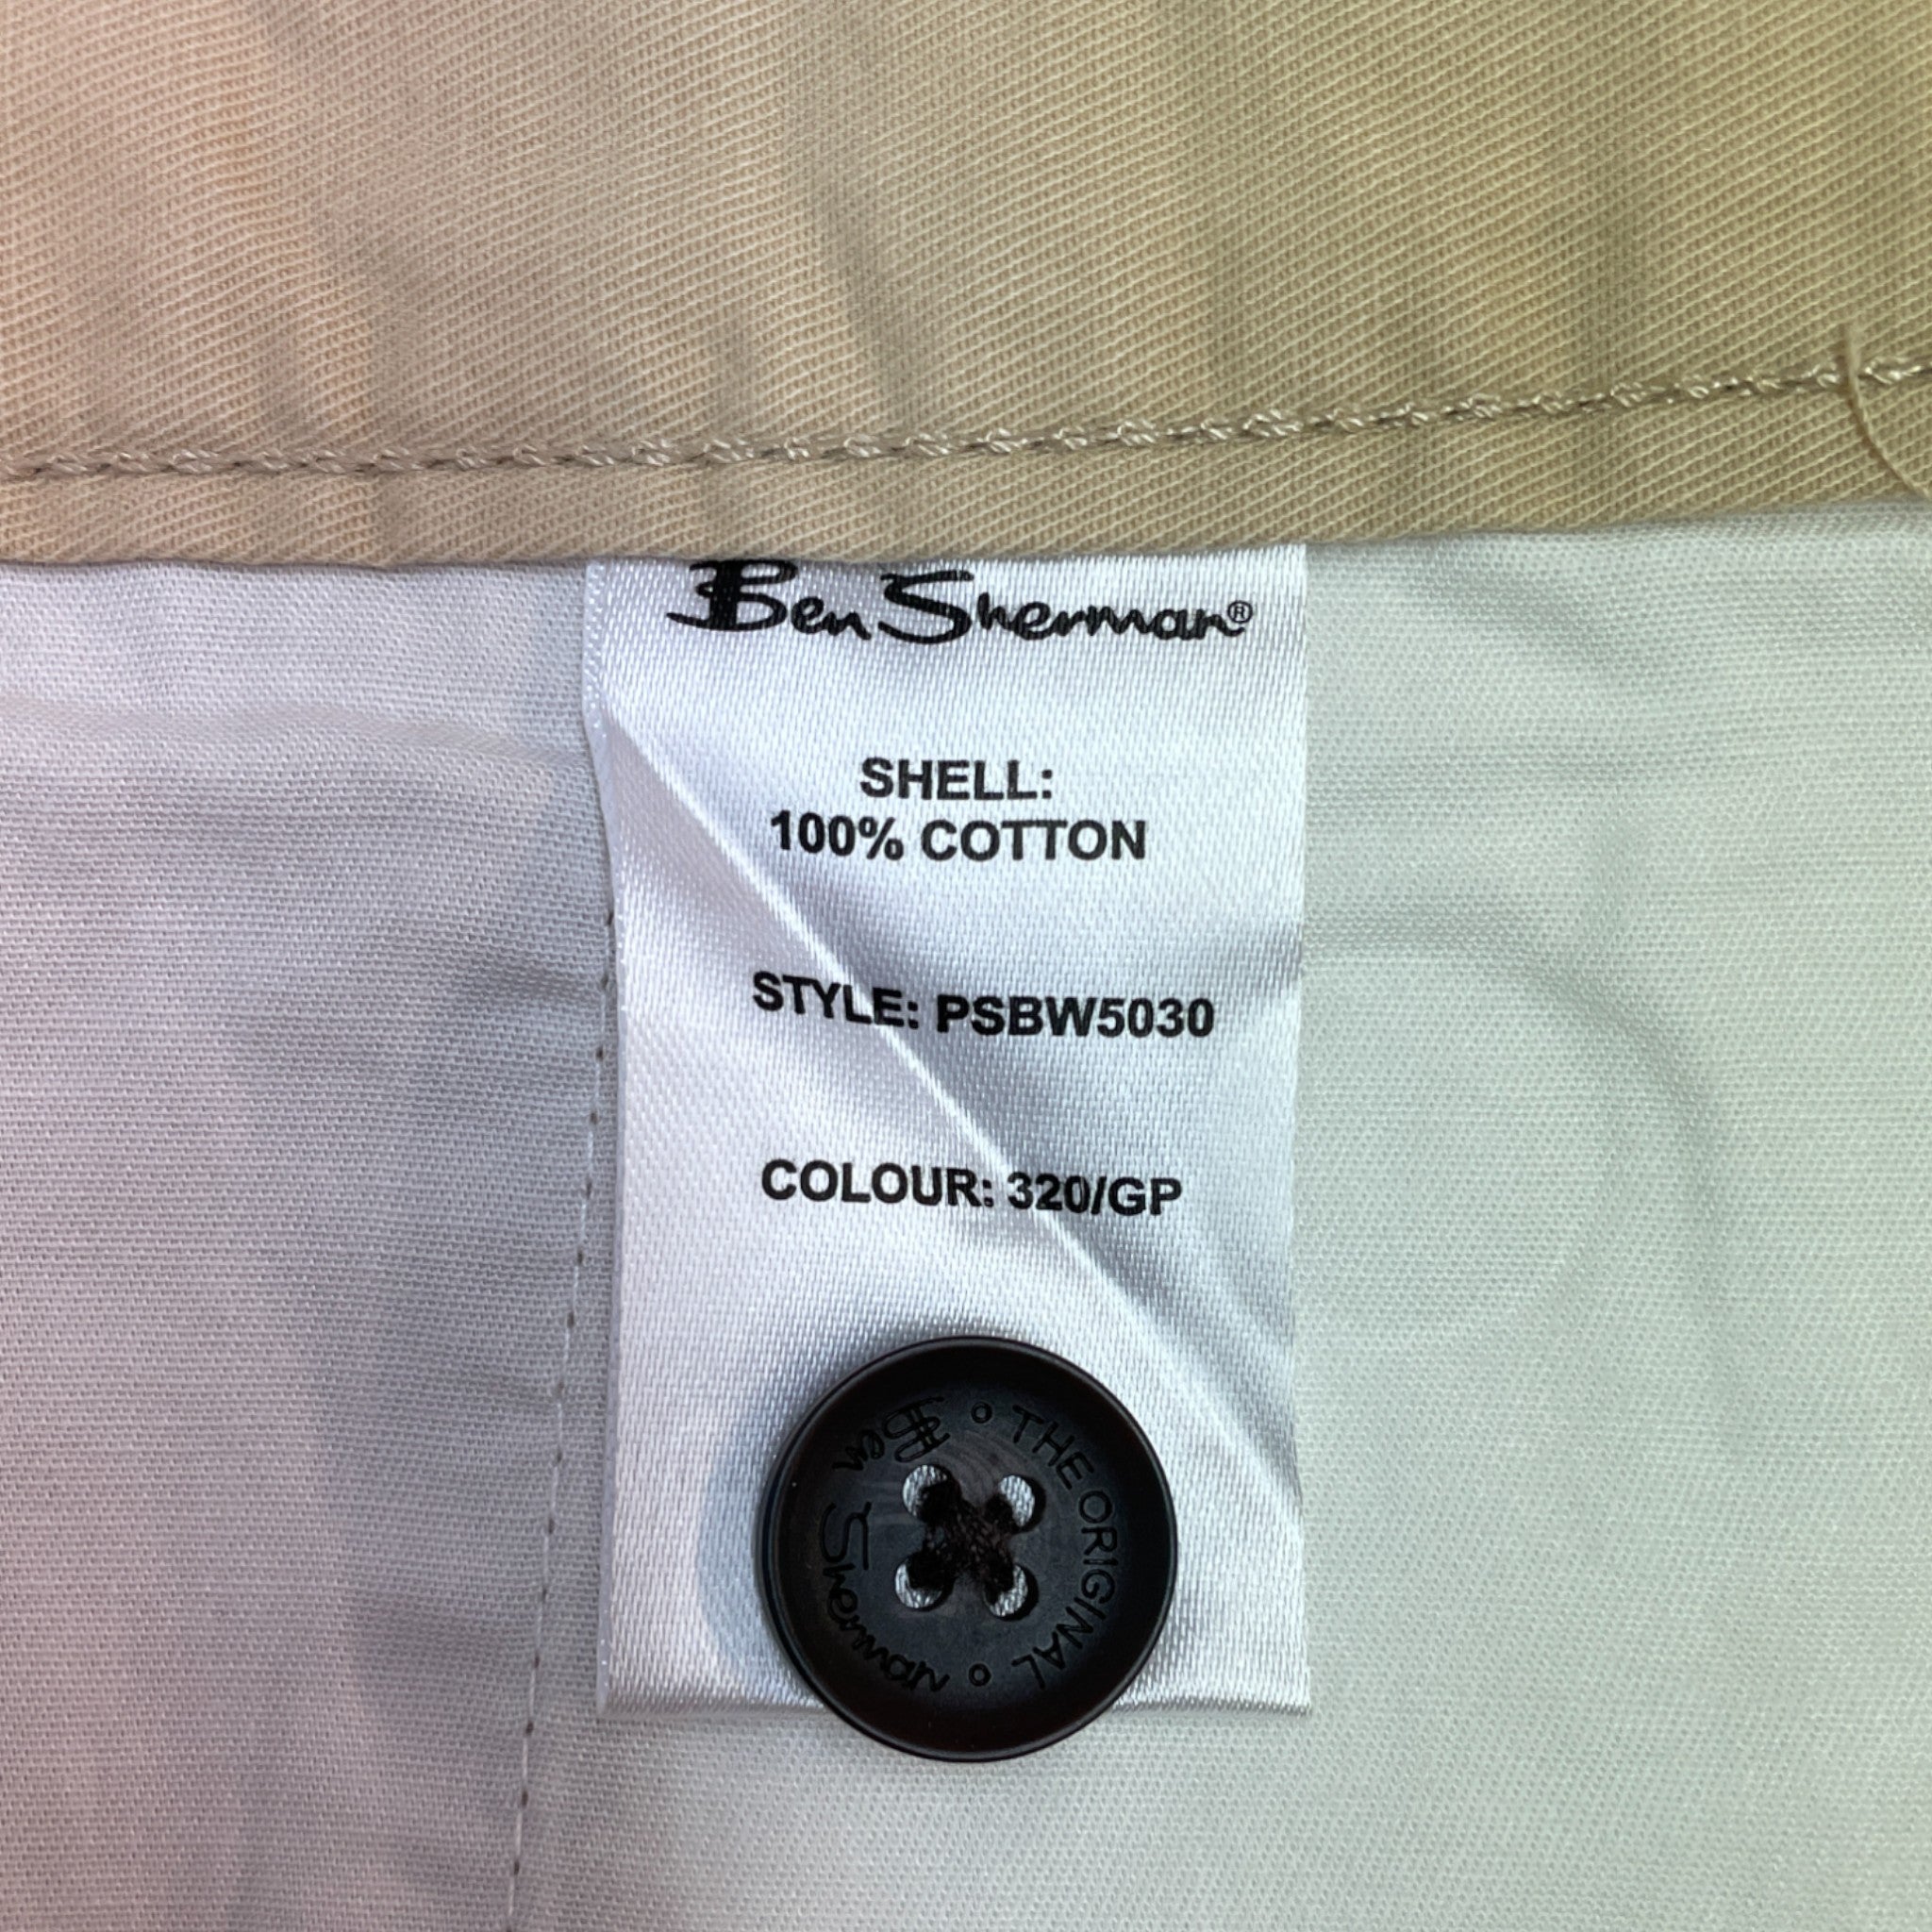 Ben Sherman®
SHELL:
100% COTTON
STYLE: PSBW5030
COLOUR: 320/GP
Ben Sherman
THE ORIGINAL